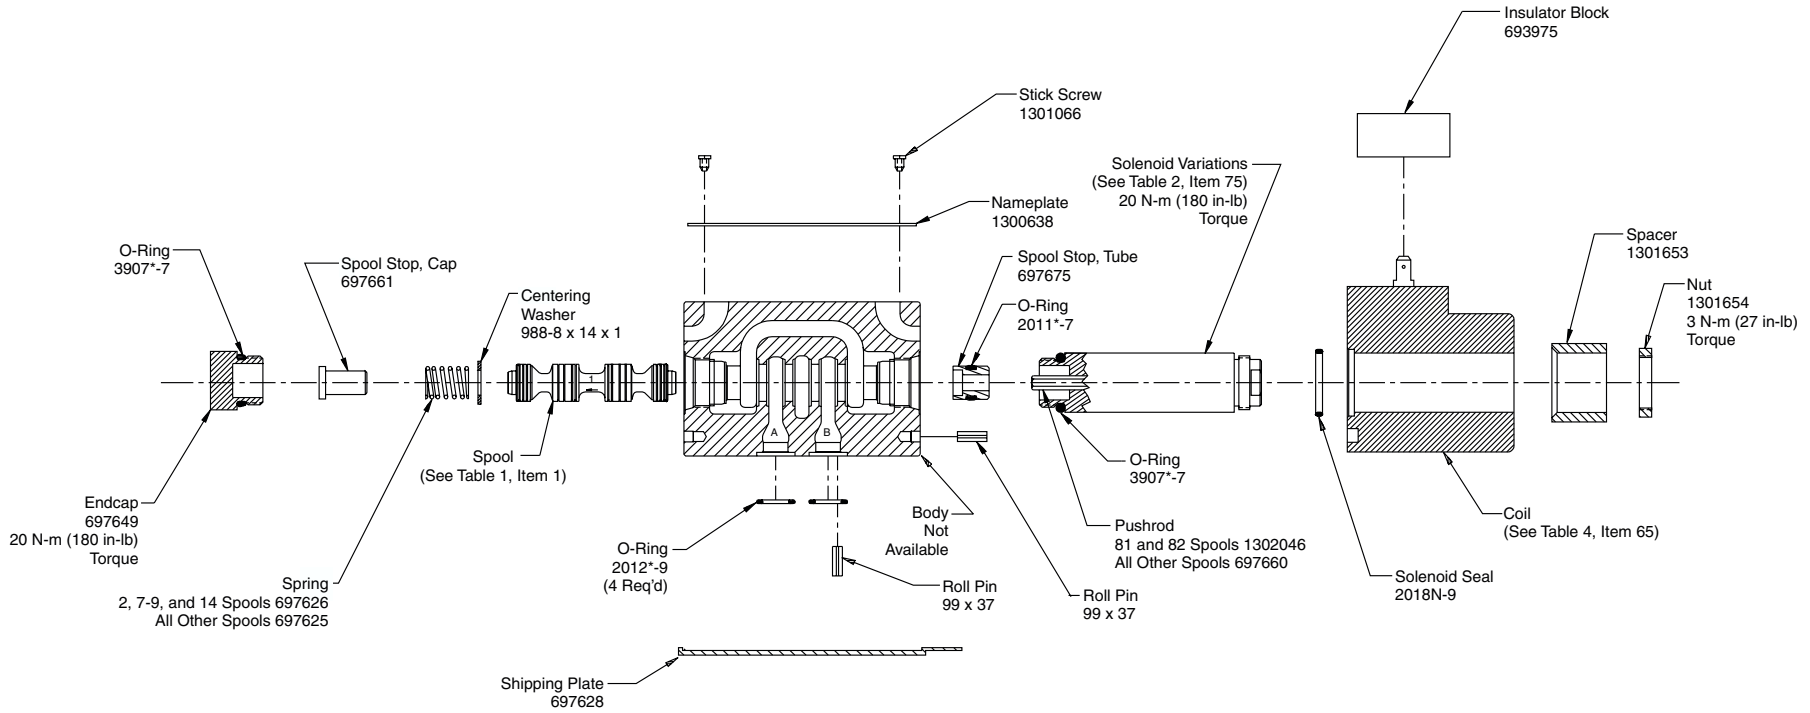 Insulator Block
693975
Stick Screw
1301066
Solenoid Variations
(See Table 2, Item 75)
20 N-m (180 in-lb)
Torque
Nameplate
1300638
Spacer
1301653
O-Ring
3907*-7
Spool Stop, Cap
697661
Spool Stop, Tube
697675
Centering
Washer
988-8 x 14 x 1
O-Ring
2011*-7
Nut
1301654
3 N-m (27 in-lb)
Torque
1
A
B
Spool
(See Table 1, Item 1)
O-Ring
3907*-7
Endcap
697649
20 N-m (180 in-lb)
Torque
Body
Not
Available
Pushrod
81 and 82 Spools 1302046
All Other Spools 697660
Coil
(See Table 4, Item 65)
O-Ring
2012*-9
(4 Req'd)
Spring
2, 7-9, and 14 Spools 697626
All Other Spools 697625
Roll Pin
99 x 37
Roll Pin
99 x 37
Solenoid Seal
2018N-9
Shipping Plate
697628